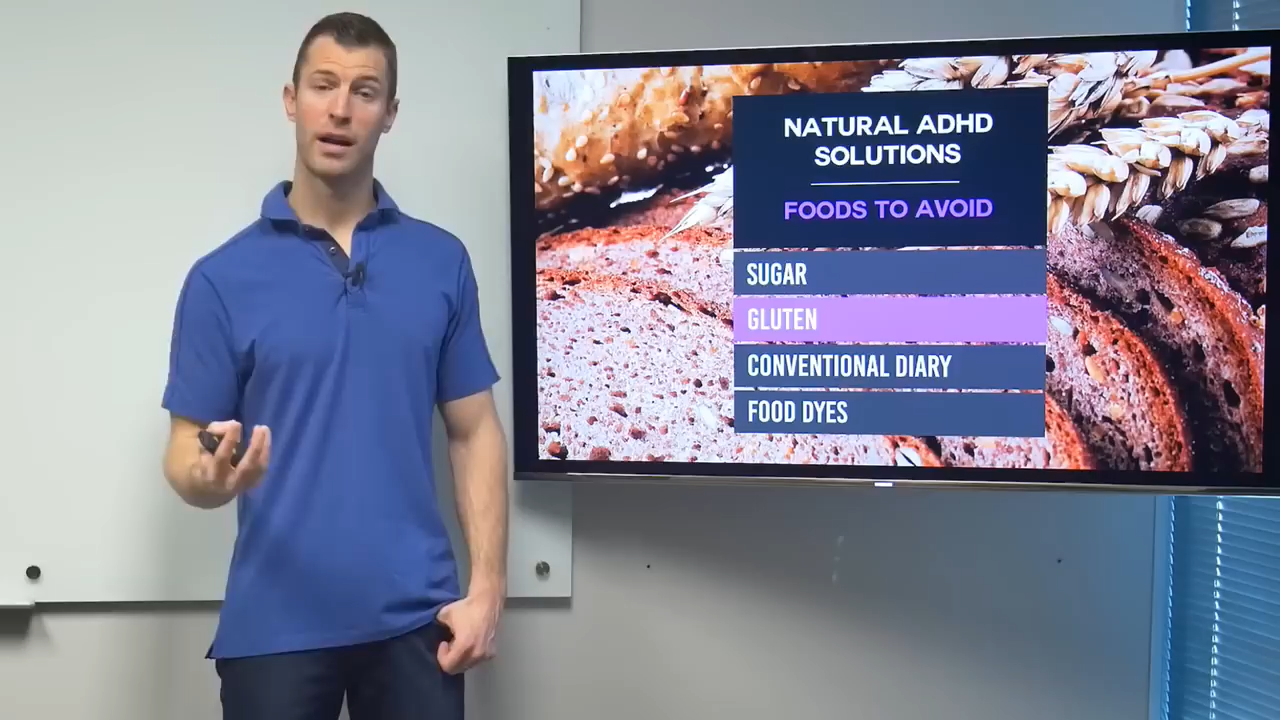 NATURAL ADHD
SOLUTIONS
FOODS TO AVOID
SUGAR
GLUTEN
CONVENTIONAL DIARY
FOOD DYES